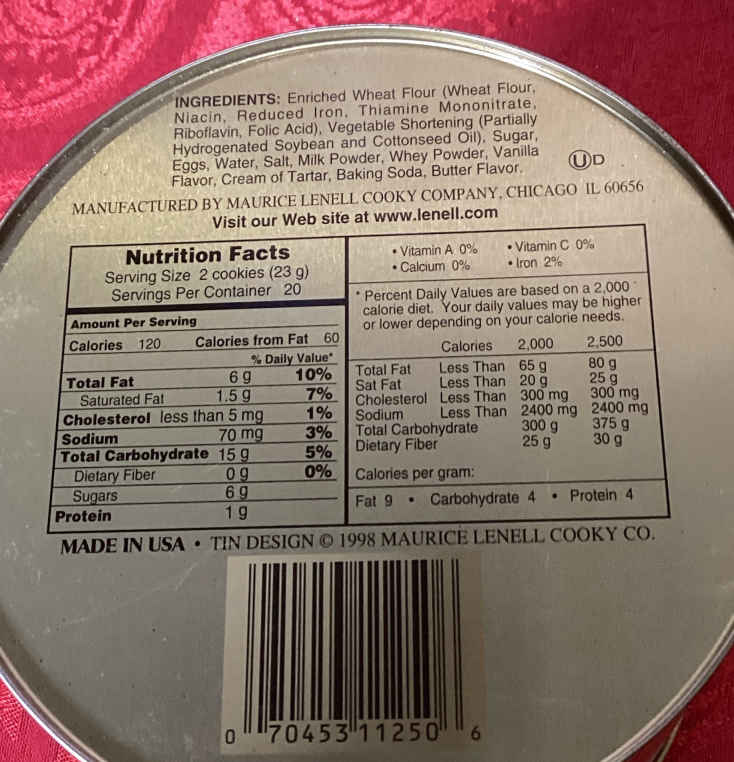 INGREDIENTS: Enriched Wheat Flour (Wheat Flour,
Niacin, Reduced Iron, Thiamine Mononitrate,
Riboflavin, Folic Acid), Vegetable Shortening (Partially
Hydrogenated Soybean and Cottonseed Oil), Sugar,
Eggs, Water, Salt, Milk Powder, Whey Powder, Vanilla
Flavor, Cream of Tartar, Baking Soda, Butter Flavor.
Ⓤ D
MANUFACTURED BY MAURICE LENELL COOKY COMPANY, CHICAGO IL 60656
Visit our Web site at www.lenell.com
Nutrition Facts
Serving Size 2 cookies (23 g)
Servings Per Container 20
Amount Per Serving
Calories 120 Calories from Fat 60
% Daily Value*
Total Fat 6 g 10%
Saturated Fat 1.5 g 7%
Cholesterol less than 5 mg 1%
Sodium 70 mg 3%
Total Carbohydrate 15 g 5%
Dietary Fiber 0 g 0%
Sugars 6 g
Protein 1 g
• Vitamin A 0% • Vitamin C 0%
• Calcium 0% • Iron 2%
* Percent Daily Values are based on a 2,000
calorie diet. Your daily values may be higher
or lower depending on your calorie needs.
Calories 2,000 2,500
Total Fat Less Than 65 g 80 g
Sat Fat Less Than 20 g 25 g
Cholesterol Less Than 300 mg 300 mg
Sodium Less Than 2400 mg 2400 mg
Total Carbohydrate 300 g 375 g
Dietary Fiber 25 g 30 g
Calories per gram:
Fat 9 • Carbohydrate 4 • Protein 4
MADE IN USA • TIN DESIGN © 1998 MAURICE LENELL COOKY CO.
0 70453 11250 6